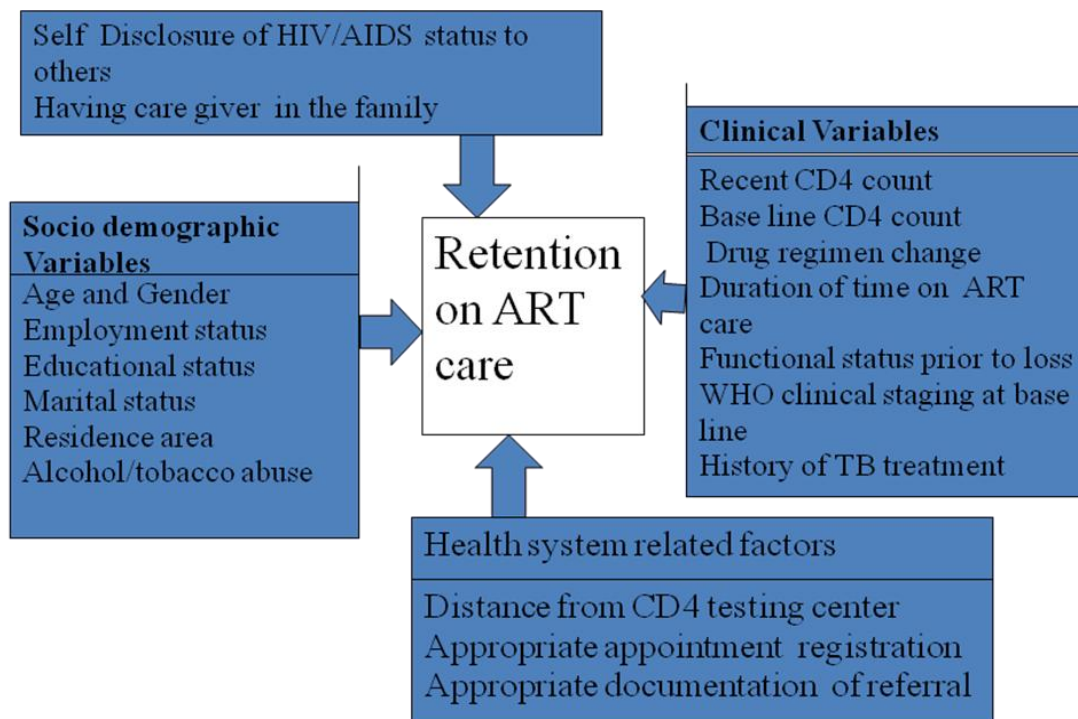 Self Disclosure of HIV/AIDS status to
others
Having care giver in the family
Socio demographic
Variables
Age and Gender
Employment status
Educational status
Marital status
Residence area
Alcohol/tobacco abuse
Retention
on ART
care
Clinical Variables
Recent CD4 count
Base line CD4 count
Drug regimen change
Duration of time on ART
care
Functional status prior to loss
WHO clinical staging at base
line
History of TB treatment
Health system related factors
Distance from CD4 testing center
Appropriate appointment registration
Appropriate documentation of referral